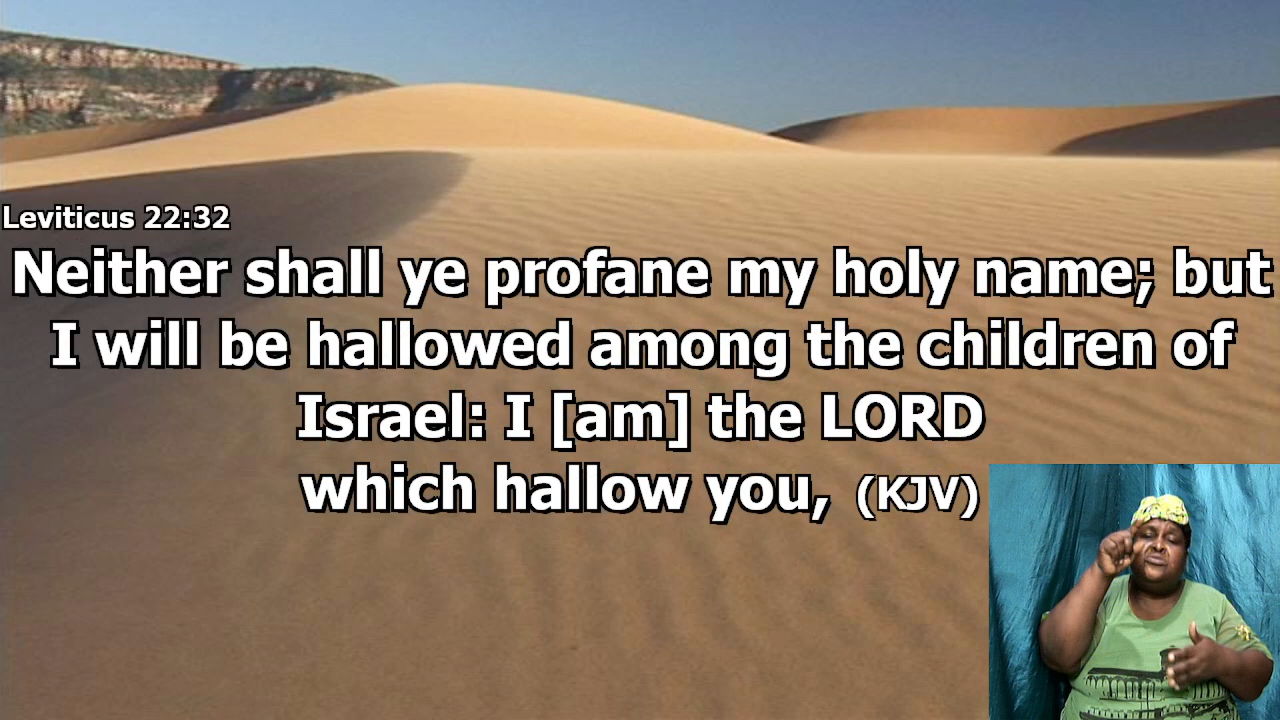 Leviticus 22:32
Neither shall ye profane my holy name; but
I will be hallowed among the children of
Israel: I [am] the LORD
which hallow you, (KJV)